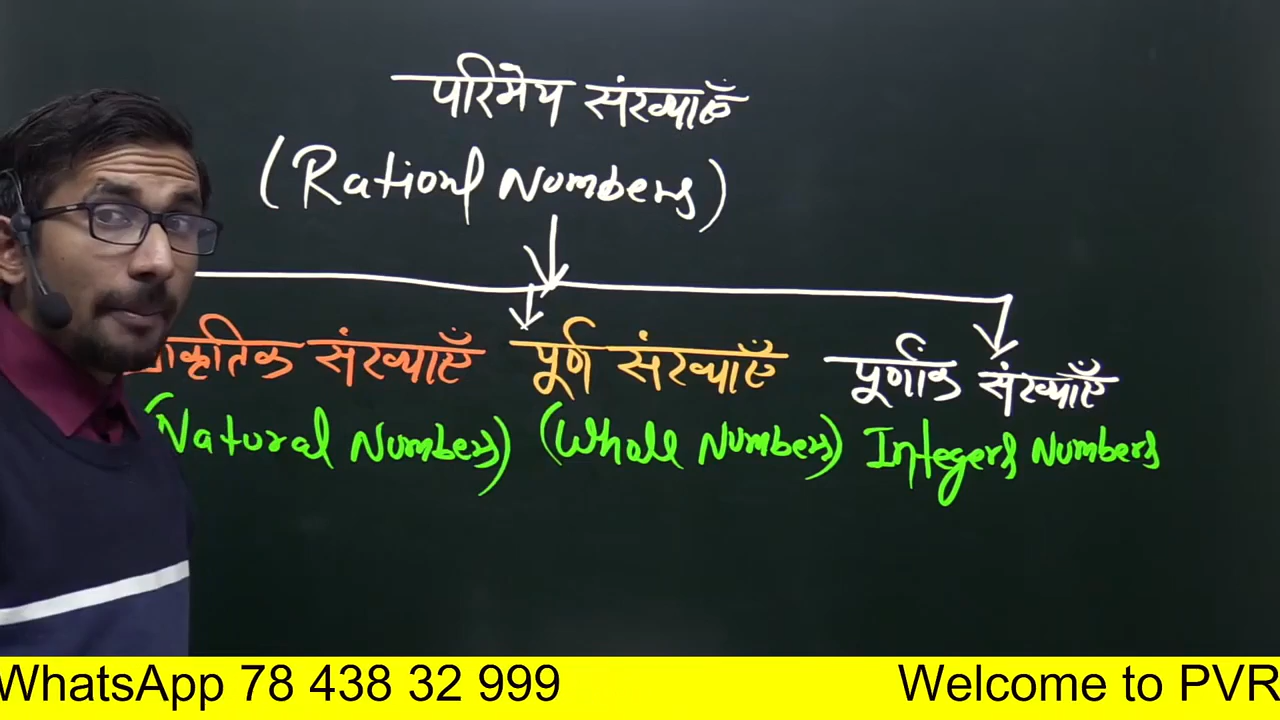 परिमेय संख्याएँ
(Rationl Numbers)
प्राकृतिक संख्याएँ पूर्ण संख्याएँ पूर्णांक संख्याएँ
(Natural Numbers) (Whole Numbers) Integers Numbers
WhatsApp 78 438 32 999 Welcome to PVR